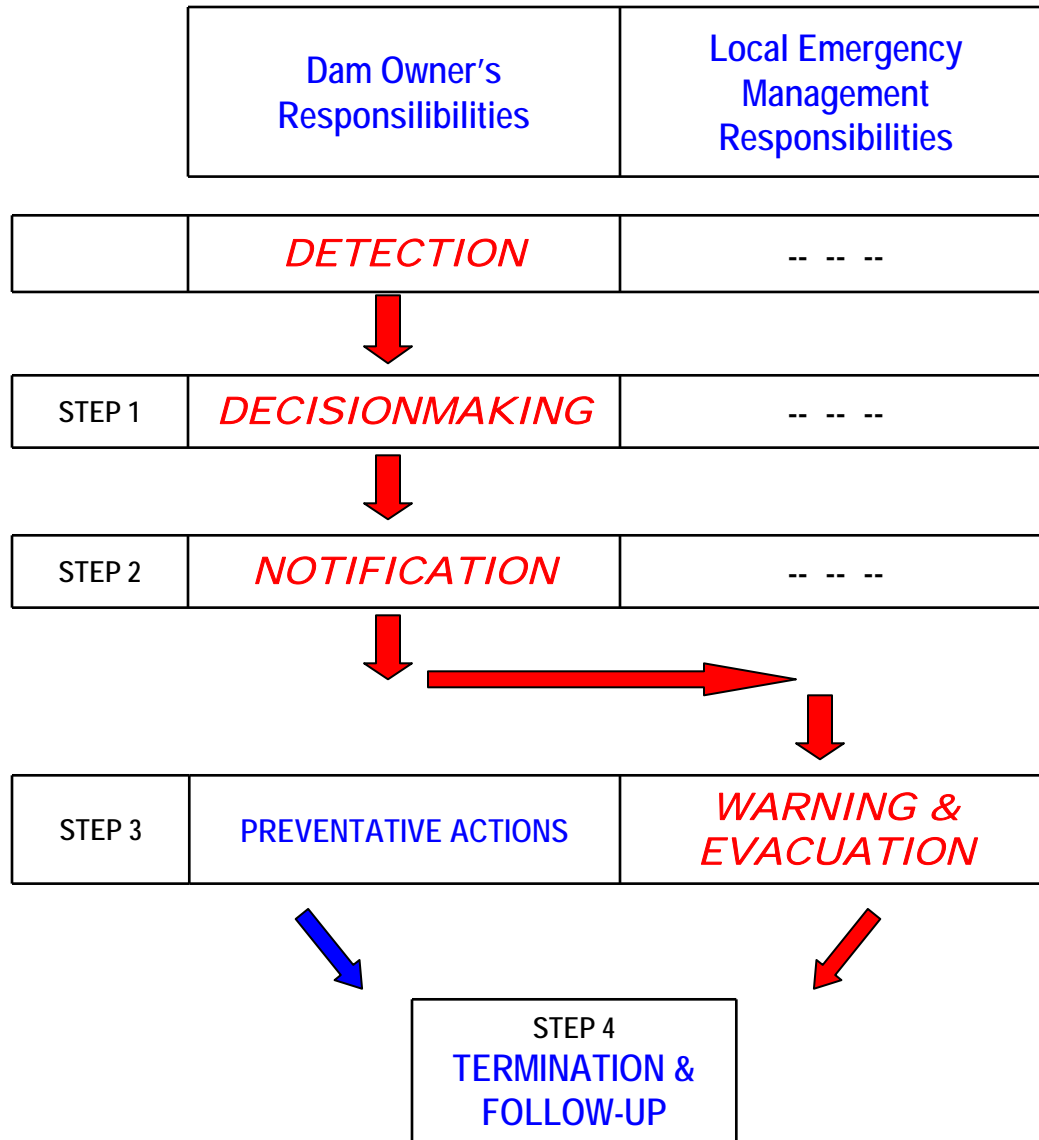 Dam Owner's
Responsilibilities
Local Emergency
Management
Responsibilities
DETECTION
-- -- --
STEP 1
DECISIONMAKING
-- -- --
STEP 2
NOTIFICATION
-- -- --
STEP 3
PREVENTATIVE ACTIONS
WARNING &
EVACUATION
STEP 4
TERMINATION &
FOLLOW-UP